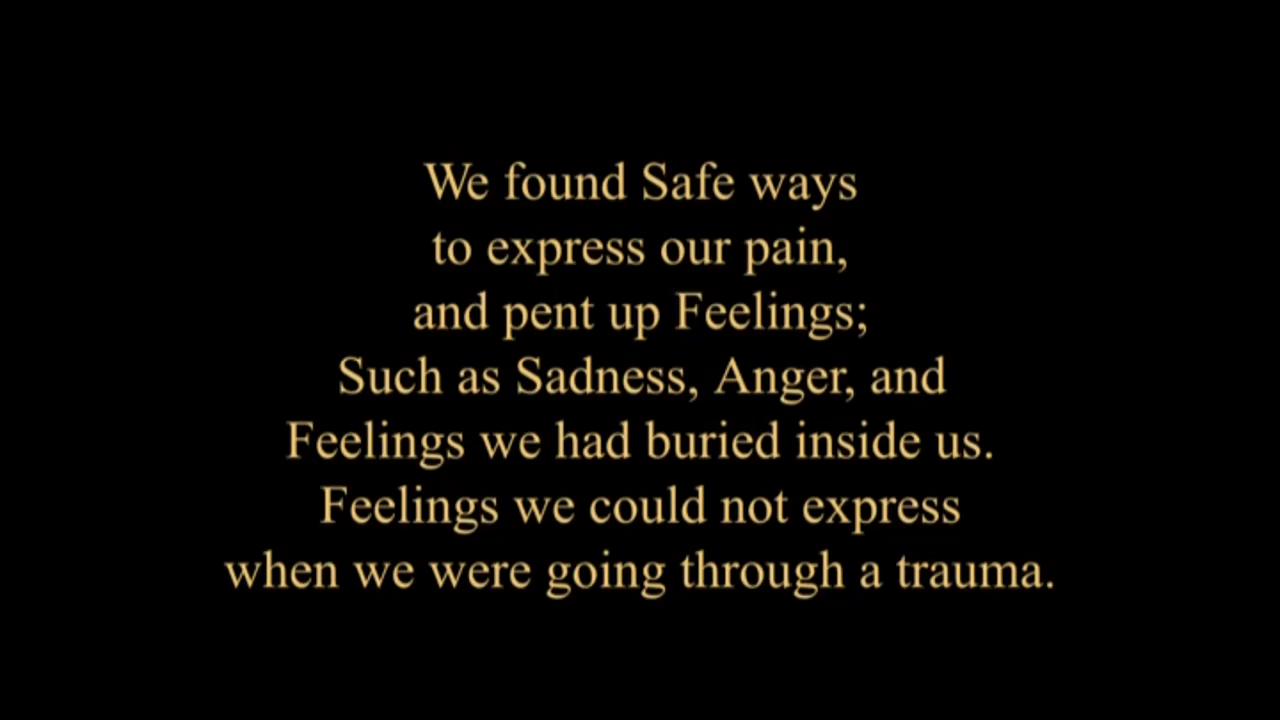 We found Safe ways
to express our pain,
and pent up Feelings;
Such as Sadness, Anger, and
Feelings we had buried inside us.
Feelings we could not express
when we were going through a trauma.